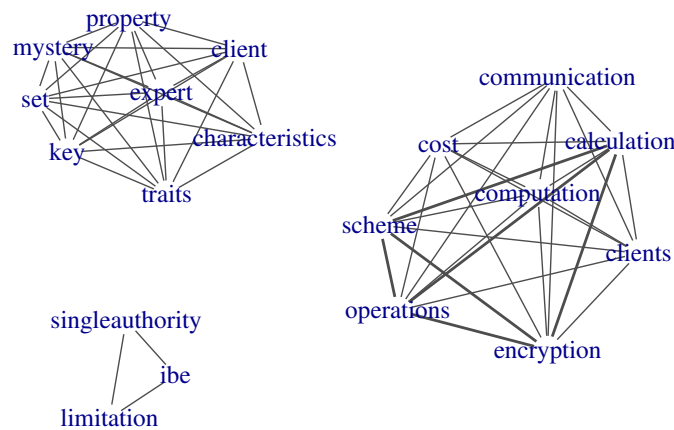 property
mystery
client
set
expert
key
characteristics
traits
communication
cost
calculation
computation
scheme
clients
operations
encryption
singleauthority
ibe
limitation